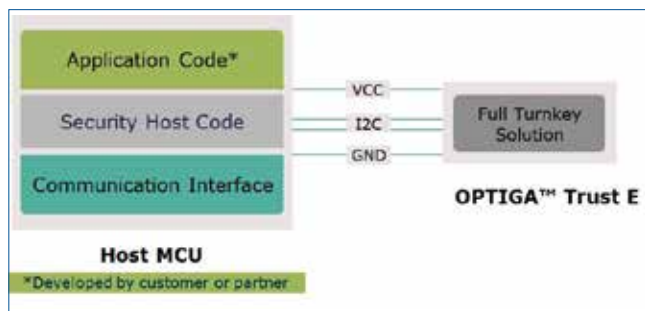 Application Code*
Security Host Code
Communication Interface
VCC
I2C
GND
Full Turnkey
Solution
OPTIGA™ Trust E
Host MCU
*Developed by customer or partner